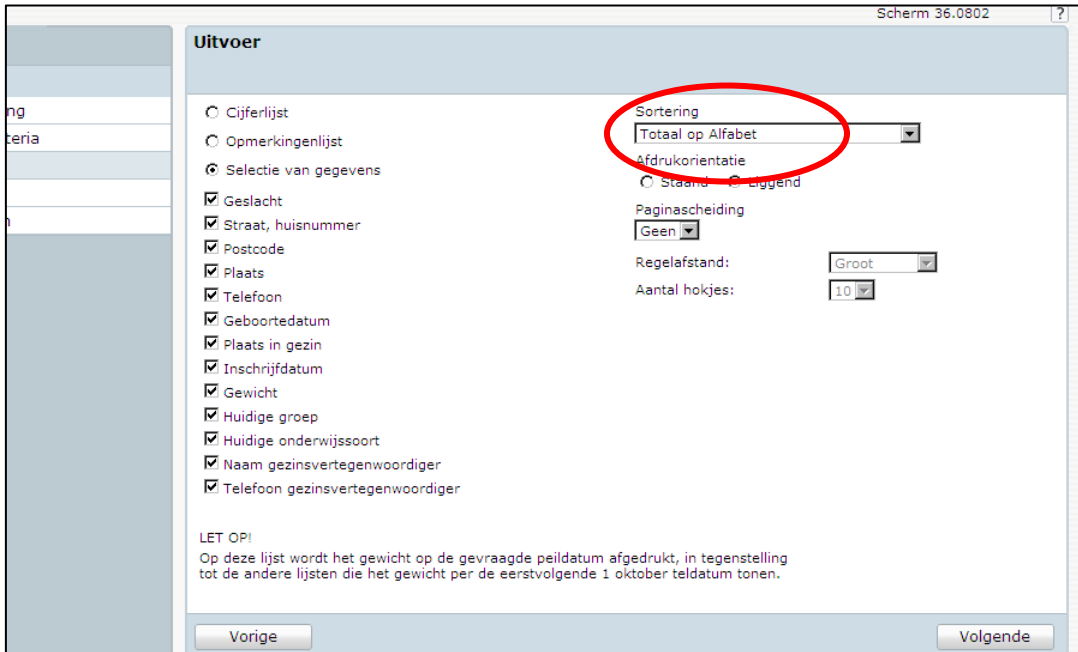 Scherm 36.0802
?
Uitvoer
ng
teria
Cijferlijst
Opmerkingenlijst
Selectie van gegevens
Geslacht
Straat, huisnummer
Postcode
Plaats
Telefoon
Geboortedatum
Plaats in gezin
Inschrijfdatum
Gewicht
Huidige groep
Huidige onderwijssoort
Naam gezinsvertegenwoordiger
Telefoon gezinsvertegenwoordiger
Sortering
Totaal op Alfabet
Afdrukorientatie
Staand Liggend
Paginascheiding
Geen
Regelafstand: Groot
Aantal hokjes: 10
LET OP!
Op deze lijst wordt het gewicht op de gevraagde peildatum afgedrukt, in tegenstelling
tot de andere lijsten die het gewicht per de eerstvolgende 1 oktober teldatum tonen.
Vorige
Volgende